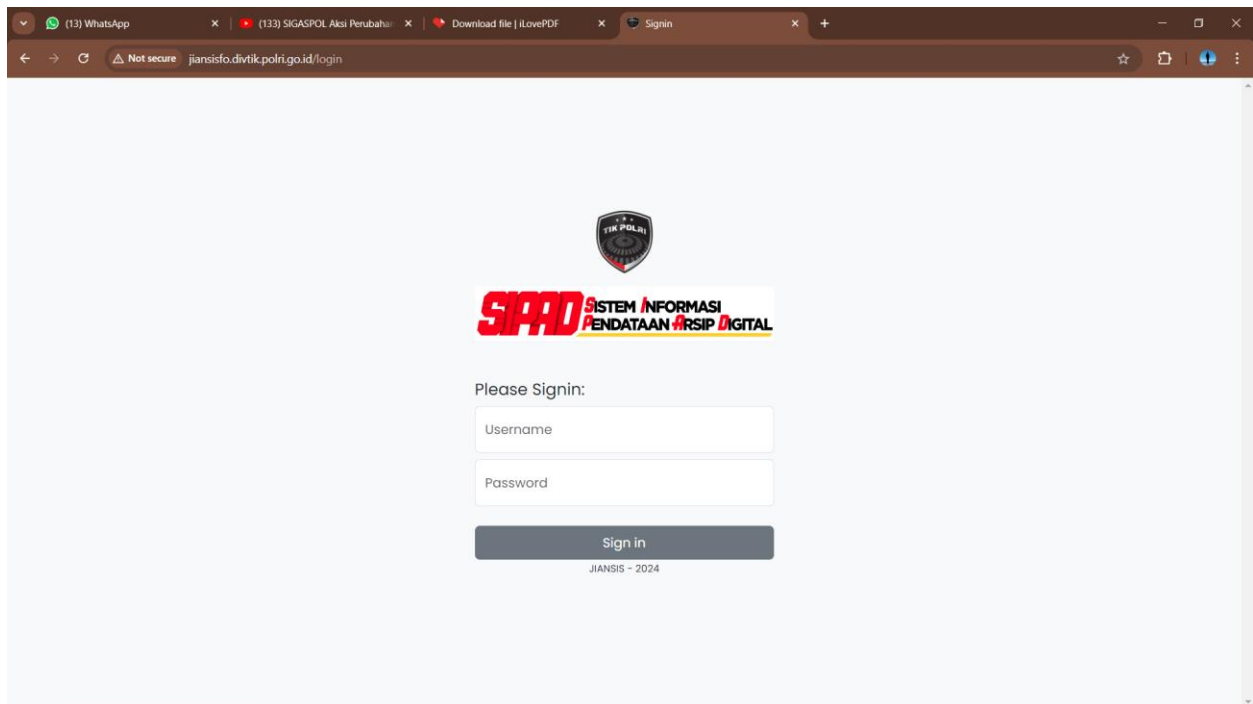 (13) WhatsApp
(133) SIGASPOL Aksi Perubahan
Download file | iLovePDF
Signin
Not secure
jiansisfo.divtik.polri.go.id/login
TIK POLRI
SIPAD
SISTEM INFORMASI
PENDATAAN ARSIP DIGITAL
Please Signin:
Username
Password
Sign in
JIANSIS - 2024